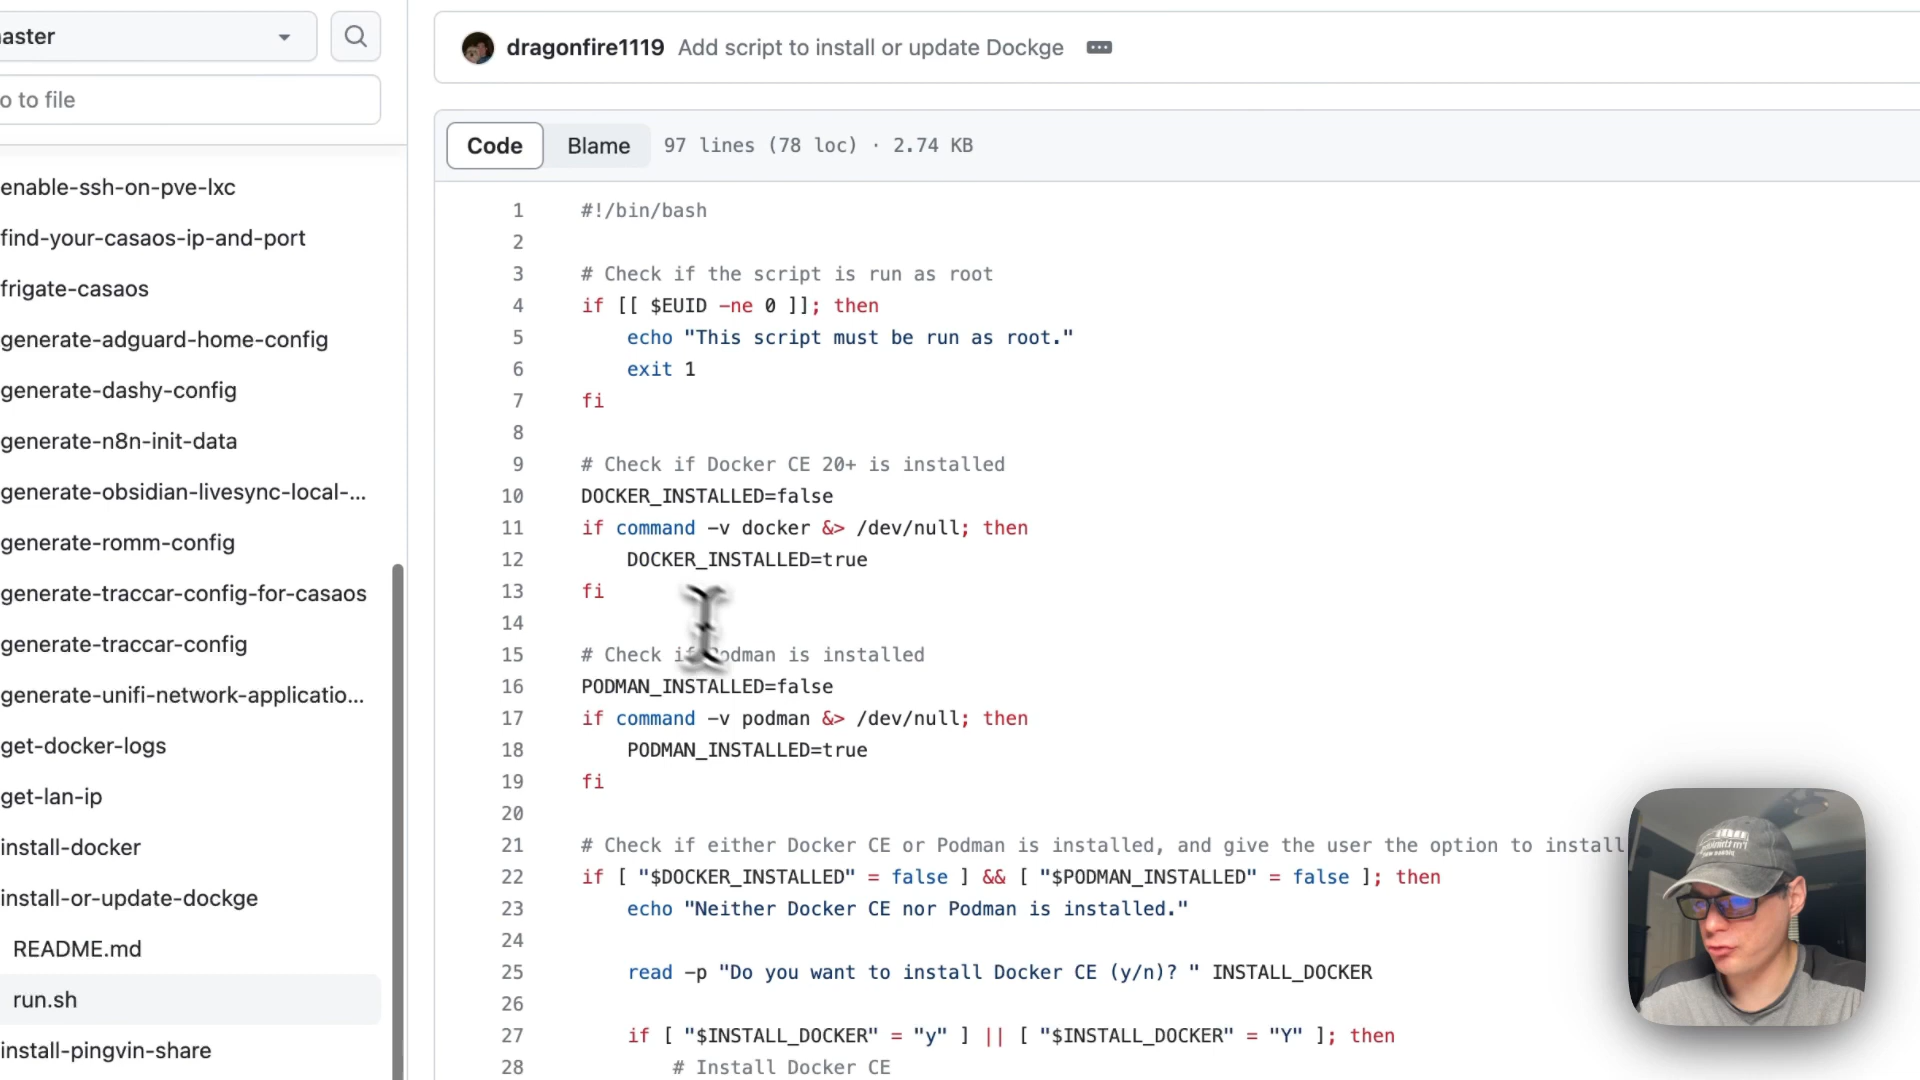 aster
dragonfire1119 Add script to install or update Dockge
o to file
Code Blame 97 lines (78 loc) · 2.74 KB
enable-ssh-on-pve-lxc
find-your-casaos-ip-and-port
frigate-casaos
generate-adguard-home-config
generate-dashy-config
generate-n8n-init-data
generate-obsidian-livesync-local-...
generate-romm-config
generate-traccar-config-for-casaos
generate-traccar-config
generate-unifi-network-applicatio...
get-docker-logs
get-lan-ip
install-docker
install-or-update-dockge
README.md
run.sh
install-pingvin-share
1 #!/bin/bash
2
3 # Check if the script is run as root
4 if [[ $EUID -ne 0 ]]; then
5 echo "This script must be run as root."
6 exit 1
7 fi
8
9 # Check if Docker CE 20+ is installed
10 DOCKER_INSTALLED=false
11 if command -v docker &> /dev/null; then
12 DOCKER_INSTALLED=true
13 fi
14
15 # Check if Podman is installed
16 PODMAN_INSTALLED=false
17 if command -v podman &> /dev/null; then
18 PODMAN_INSTALLED=true
19 fi
20
21 # Check if either Docker CE or Podman is installed, and give the user the option to install
22 if [ "$DOCKER_INSTALLED" = false ] && [ "$PODMAN_INSTALLED" = false ]; then
23 echo "Neither Docker CE nor Podman is installed."
24
25 read -p "Do you want to install Docker CE (y/n)? " INSTALL_DOCKER
26
27 if [ "$INSTALL_DOCKER" = "y" ] || [ "$INSTALL_DOCKER" = "Y" ]; then
28 # Install Docker CE